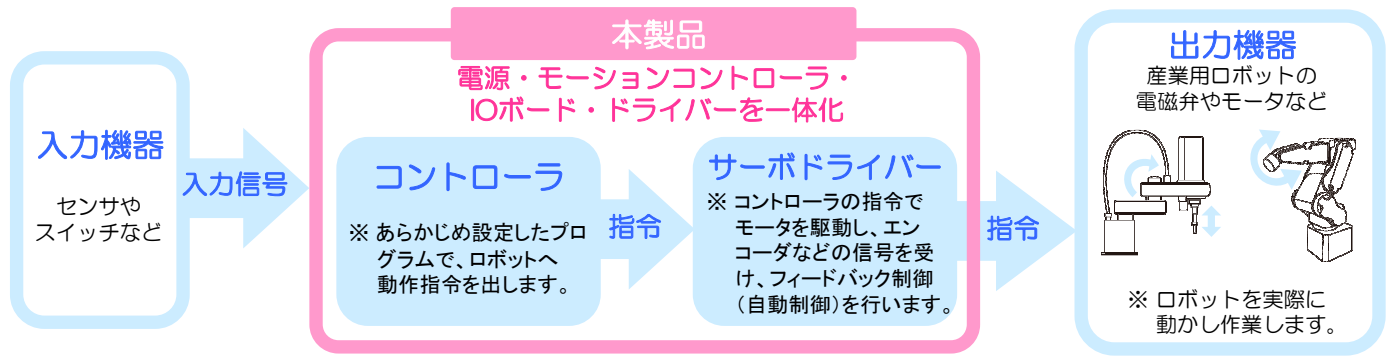 入力機器
センサや
スイッチなど
入力信号
本製品
電源・モーションコントローラ・
IOボード・ドライバーを一体化
コントローラ
※ あらかじめ設定したプロ
グラムで、ロボットへ
動作指令を出します。
指令
サーボドライバー
※ コントローラの指令で
モータを駆動し、エン
コーダなどの信号を受
け、フィードバック制御
（自動制御）を行います。
指令
出力機器
産業用ロボットの
電磁弁やモータなど
※ ロボットを実際に
動かし作業します。